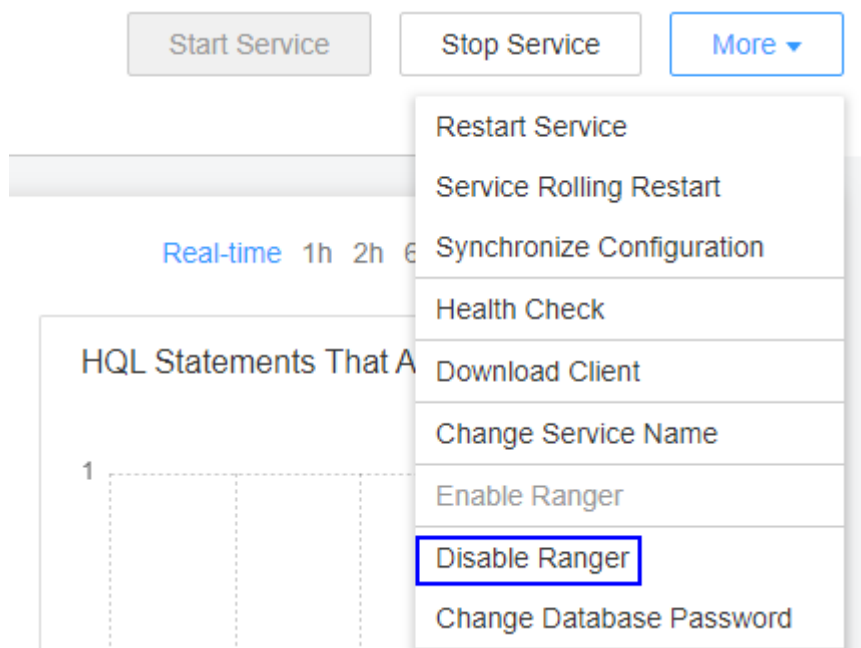 Start Service
Stop Service
More
Restart Service
Service Rolling Restart
Real-time 1h 2h
Synchronize Configuration
Health Check
HQL Statements That A
Download Client
Change Service Name
1
Enable Ranger
Disable Ranger
Change Database Password